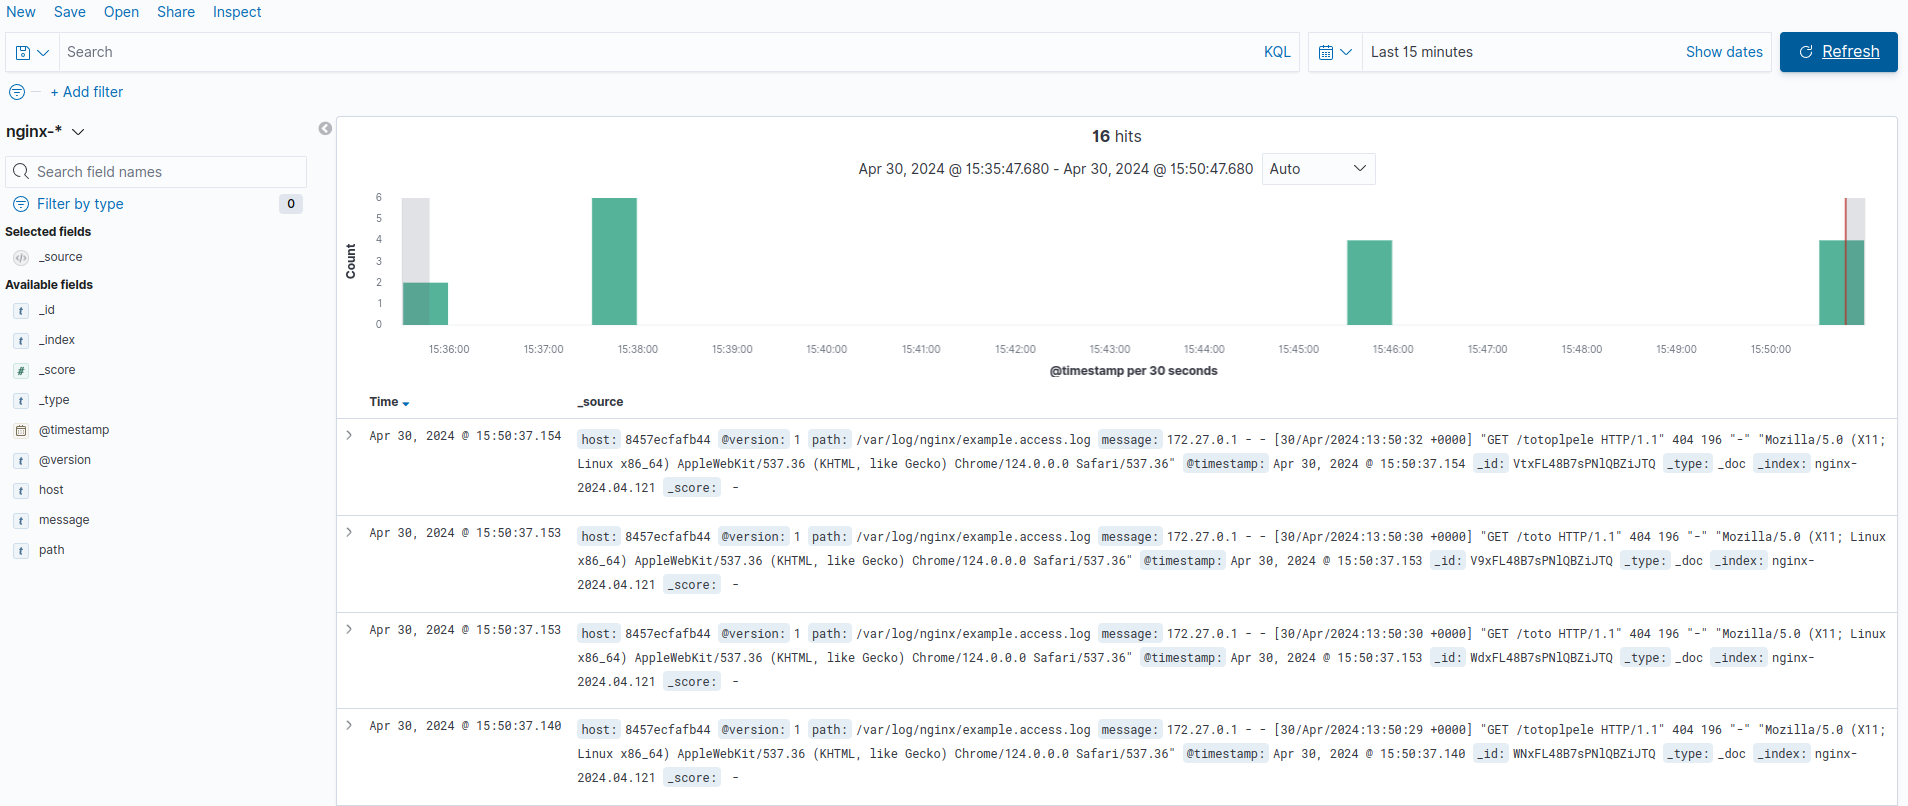 New Save Open Share Inspect
Search KQL Last 15 minutes Show dates Refresh
+ Add filter
nginx-*
Search field names
Filter by type 0
Selected fields
_source
Available fields
_id
_index
_score
_type
@timestamp
@version
host
message
path
16 hits
Apr 30, 2024 @ 15:35:47.680 - Apr 30, 2024 @ 15:50:47.680 Auto
Count
6
5
4
3
2
1
0
15:36:00 15:37:00 15:38:00 15:39:00 15:40:00 15:41:00 15:42:00 15:43:00 15:44:00 15:45:00 15:46:00 15:47:00 15:48:00 15:49:00 15:50:00
@timestamp per 30 seconds
Time _source
Apr 30, 2024 @ 15:50:37.154 host: 8457ecfafb44 @version: 1 path: /var/log/nginx/example.access.log message: 172.27.0.1 - - [30/Apr/2024:13:50:32 +0000] "GET /totoplpele HTTP/1.1" 404 196 "-" "Mozilla/5.0 (X11;
Linux x86_64) AppleWebKit/537.36 (KHTML, like Gecko) Chrome/124.0.0.0 Safari/537.36" @timestamp: Apr 30, 2024 @ 15:50:37.154 _id: VtxFL48B7sPNlQBZiJTQ _type: _doc _index: nginx-
2024.04.121 _score: -
Apr 30, 2024 @ 15:50:37.153 host: 8457ecfafb44 @version: 1 path: /var/log/nginx/example.access.log message: 172.27.0.1 - - [30/Apr/2024:13:50:30 +0000] "GET /toto HTTP/1.1" 404 196 "-" "Mozilla/5.0 (X11; Linux
x86_64) AppleWebKit/537.36 (KHTML, like Gecko) Chrome/124.0.0.0 Safari/537.36" @timestamp: Apr 30, 2024 @ 15:50:37.153 _id: V9xFL48B7sPNlQBZiJTQ _type: _doc _index: nginx-
2024.04.121 _score: -
Apr 30, 2024 @ 15:50:37.153 host: 8457ecfafb44 @version: 1 path: /var/log/nginx/example.access.log message: 172.27.0.1 - - [30/Apr/2024:13:50:30 +0000] "GET /toto HTTP/1.1" 404 196 "-" "Mozilla/5.0 (X11; Linux
x86_64) AppleWebKit/537.36 (KHTML, like Gecko) Chrome/124.0.0.0 Safari/537.36" @timestamp: Apr 30, 2024 @ 15:50:37.153 _id: WdxFL48B7sPNlQBZiJTQ _type: _doc _index: nginx-
2024.04.121 _score: -
Apr 30, 2024 @ 15:50:37.140 host: 8457ecfafb44 @version: 1 path: /var/log/nginx/example.access.log message: 172.27.0.1 - - [30/Apr/2024:13:50:29 +0000] "GET /totoplpele HTTP/1.1" 404 196 "-" "Mozilla/5.0 (X11;
Linux x86_64) AppleWebKit/537.36 (KHTML, like Gecko) Chrome/124.0.0.0 Safari/537.36" @timestamp: Apr 30, 2024 @ 15:50:37.140 _id: WNxFL48B7sPNlQBZiJTQ _type: _doc _index: nginx-
2024.04.121 _score: -